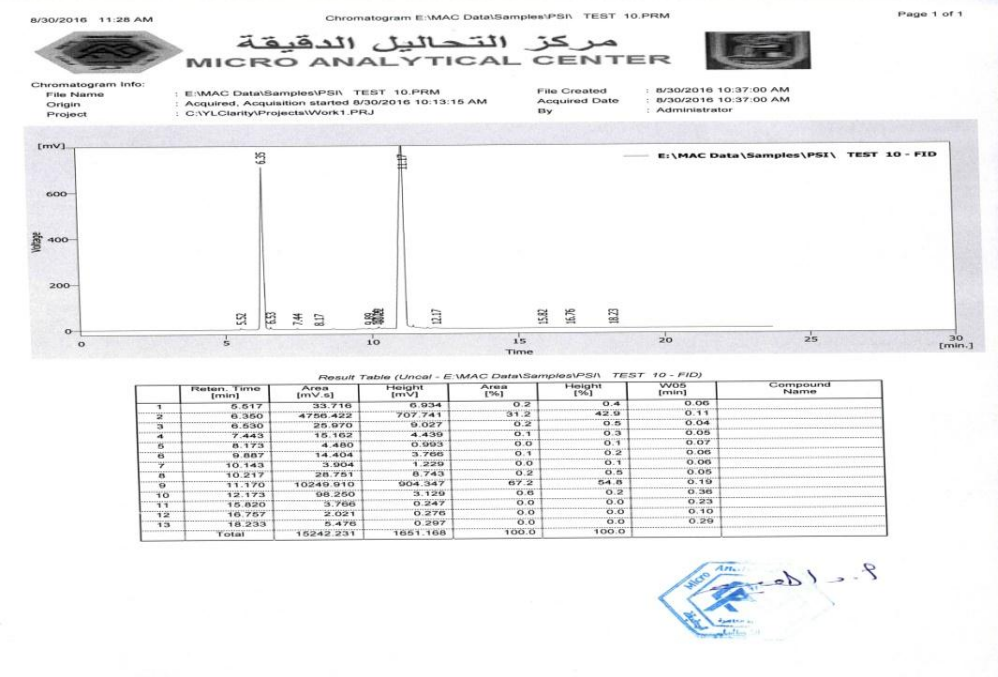 8/30/2016 11:28 AM Chromatogram E:\MAC Data\Samples\PSI\ TEST 10.PRM Page 1 of 1
مركز التحاليل الدقيقة
MICRO ANALYTICAL CENTER
Chromatogram Info:
File Name : E:\MAC Data\Samples\PSI\ TEST 10.PRM File Created : 8/30/2016 10:37:00 AM
Origin : Acquired, Acquisition started 8/30/2016 10:13:15 AM Acquired Date : 8/30/2016 10:37:00 AM
Project : C:\YLClarity\Projects\Work1.PRJ By : Administrator
[mV]
E:\MAC Data\Samples\PSI\ TEST 10 - FID
6.35
11.17
600
400
200
0
Voltage
5.52 6.53 7.44 8.17 9.89 12.17 15.82 16.76 18.23
0 5 10 15 20 25 30
Time [min.]
Result Table (Uncal - E:\MAC Data\Samples\PSI\ TEST 10 - FID)
Reten. Time [min] Area [mV.s] Height [mV] Area [%] Height [%] W05 [min] Compound Name
1 5.517 33.716 6.934 0.2 0.4 0.06
2 6.350 4756.422 707.741 31.2 42.9 0.11
3 6.530 25.970 9.027 0.2 0.5 0.04
4 7.443 15.162 4.439 0.1 0.3 0.05
5 8.173 4.480 0.993 0.0 0.1 0.07
6 9.887 14.404 3.766 0.1 0.2 0.06
7 10.143 3.904 1.229 0.0 0.1 0.06
8 10.217 28.751 8.743 0.2 0.5 0.05
9 11.170 10249.910 904.347 67.2 54.8 0.19
10 12.173 98.250 3.129 0.6 0.2 0.36
11 15.820 3.766 0.247 0.0 0.0 0.23
12 16.757 2.021 0.276 0.0 0.0 0.10
13 18.233 5.476 0.297 0.0 0.0 0.29
Total 15242.231 1651.168 100.0 100.0
Micro